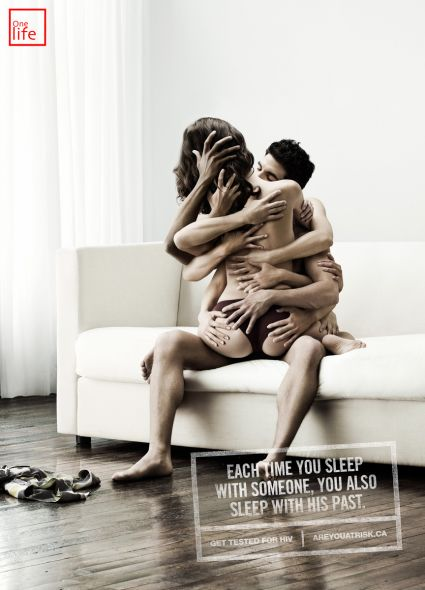 One
life
EACH TIME YOU SLEEP
WITH SOMEONE, YOU ALSO
SLEEP WITH HIS PAST.
GET TESTED FOR HIV | AREYOUATRISK.CA